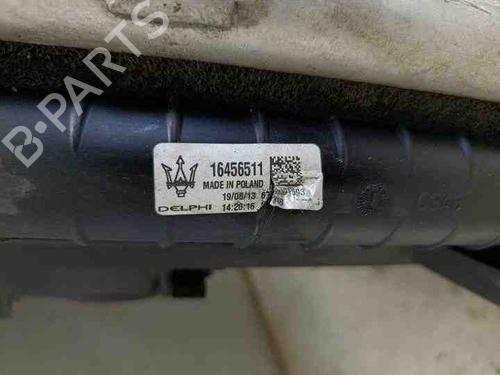 B-PARTS
16456511
MADE IN POLAND
19/08/13
DELPHI 14:28:16